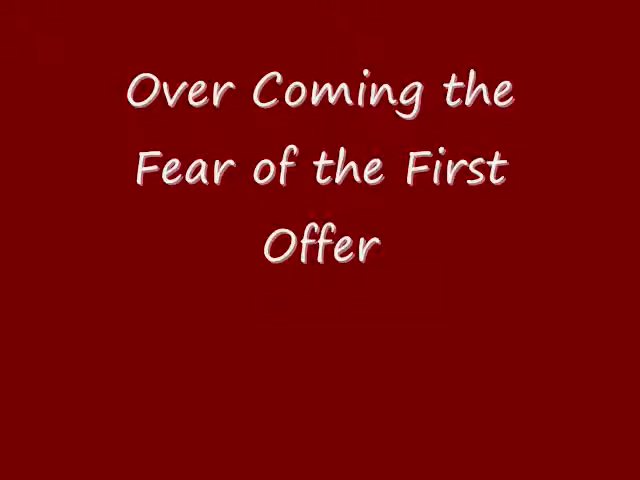 Over Coming the
Fear of the First
Offer